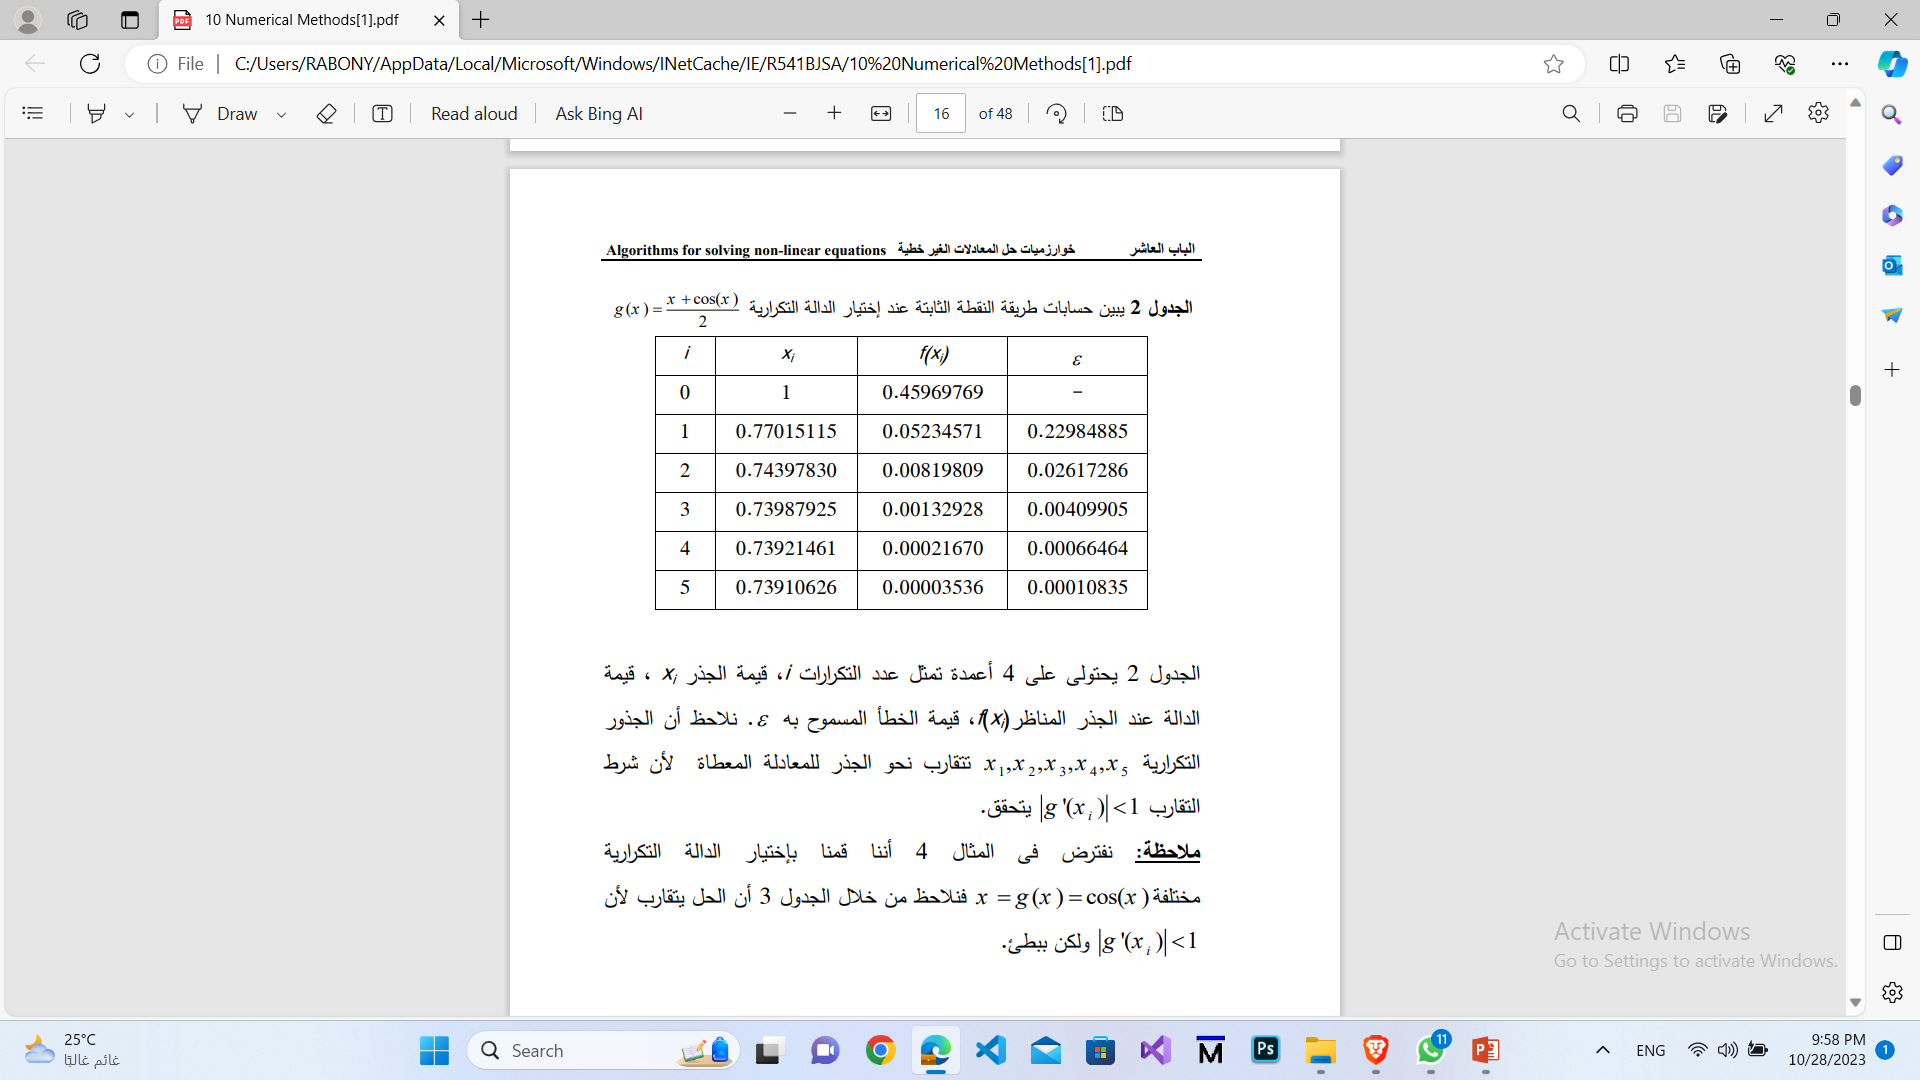 10 Numerical Methods[1].pdf
File
C:/Users/RABONY/AppData/Local/Microsoft/Windows/INetCache/IE/R541BJSA/10%20Numerical%20Methods[1].pdf
Draw
Read aloud
Ask Bing AI
16 of 48
الباب العاشر خوارزميات حل المعادلات الغير خطية Algorithms for solving non-linear equations
الجدول 2 يبين حسابات طريقة النقطة الثابتة عند إختيار الدالة التكرارية g(x)=\frac{x+cos(x)}{2}
i xᵢ f(xᵢ) ε
0 1 0.45969769 –
1 0.77015115 0.05234571 0.22984885
2 0.74397830 0.00819809 0.02617286
3 0.73987925 0.00132928 0.00409905
4 0.73921461 0.00021670 0.00066464
5 0.73910626 0.00003536 0.00010835
الجدول 2 يحتولى على 4 أعمدة تمثل عدد التكرارات i، قيمة الجذر xᵢ ، قيمة
الدالة عند الجذر المناظر f(xᵢ)، قيمة الخطأ المسموح به ε. نلاحظ أن الجذور
التكرارية x₁,x₂,x₃,x₄,x₅ تتقارب نحو الجذر للمعادلة المعطاة لأن شرط
التقارب |g'(xᵢ)|<1 يتحقق.
ملاحظة: نفترض فى المثال 4 أننا قمنا بإختيار الدالة التكرارية
مختلفة x=g(x)=cos(x) فنلاحظ من خلال الجدول 3 أن الحل يتقارب لأن
|g'(xᵢ)|<1 ولكن ببطئ.
Activate Windows
Go to Settings to activate Windows.
25°C
غائم غالبًا
Search
Ps
11
ENG
9:58 PM
10/28/2023
1